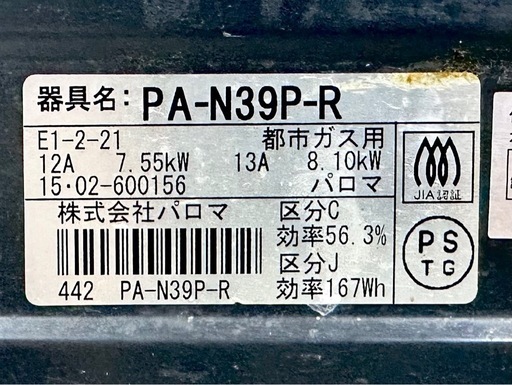 器具名: PA-N39P-R
E1-2-21 都市ガス用
12A 7.55kW 13A 8.10kW
15・02-600156 パロマ
JIA認証
株式会社パロマ 区分C
効率56.3%
区分J
442 PA-N39P-R 効率167Wh
PS
TG